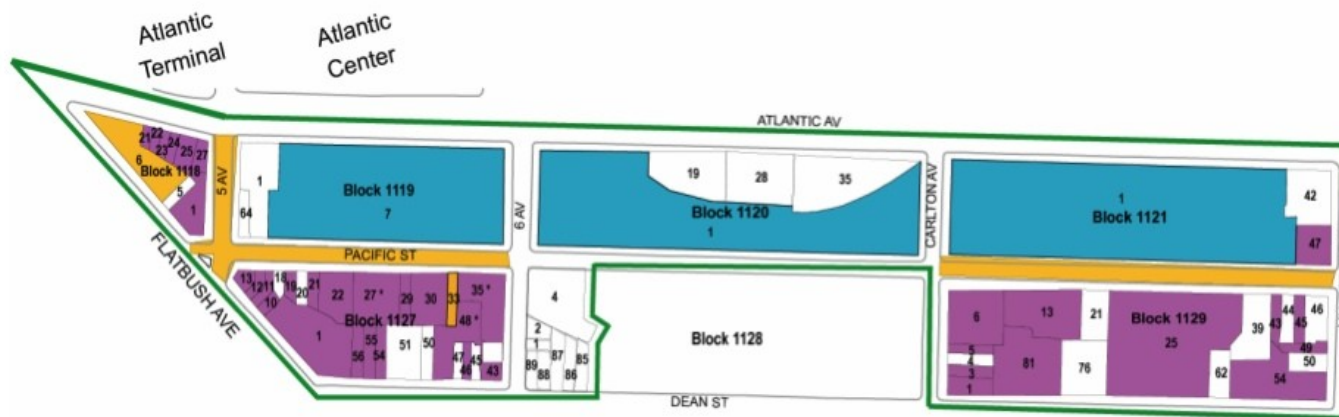 Atlantic
Terminal
Atlantic
Center
ATLANTIC AV
21 22 23 24 25 27
6
Block 1118
5
1
5 AV
1
64
Block 1119
7
6 AV
19 28 35
Block 1120
1
CARLTON AV
1
Block 1121
42
47
PACIFIC ST
FLATBUSH AVE
13 12 11 10 18 19 20 21 22 27 * 29 30 33 35 *
Block 1127
48 *
1
56 55 54 51 50 47 46 45 43
4
2
1
89 88 87 86 85
Block 1128
DEAN ST
6 13 21
Block 1129
25
39 43 44 45 46
49
50
5
4
3
1
81 76 62 54